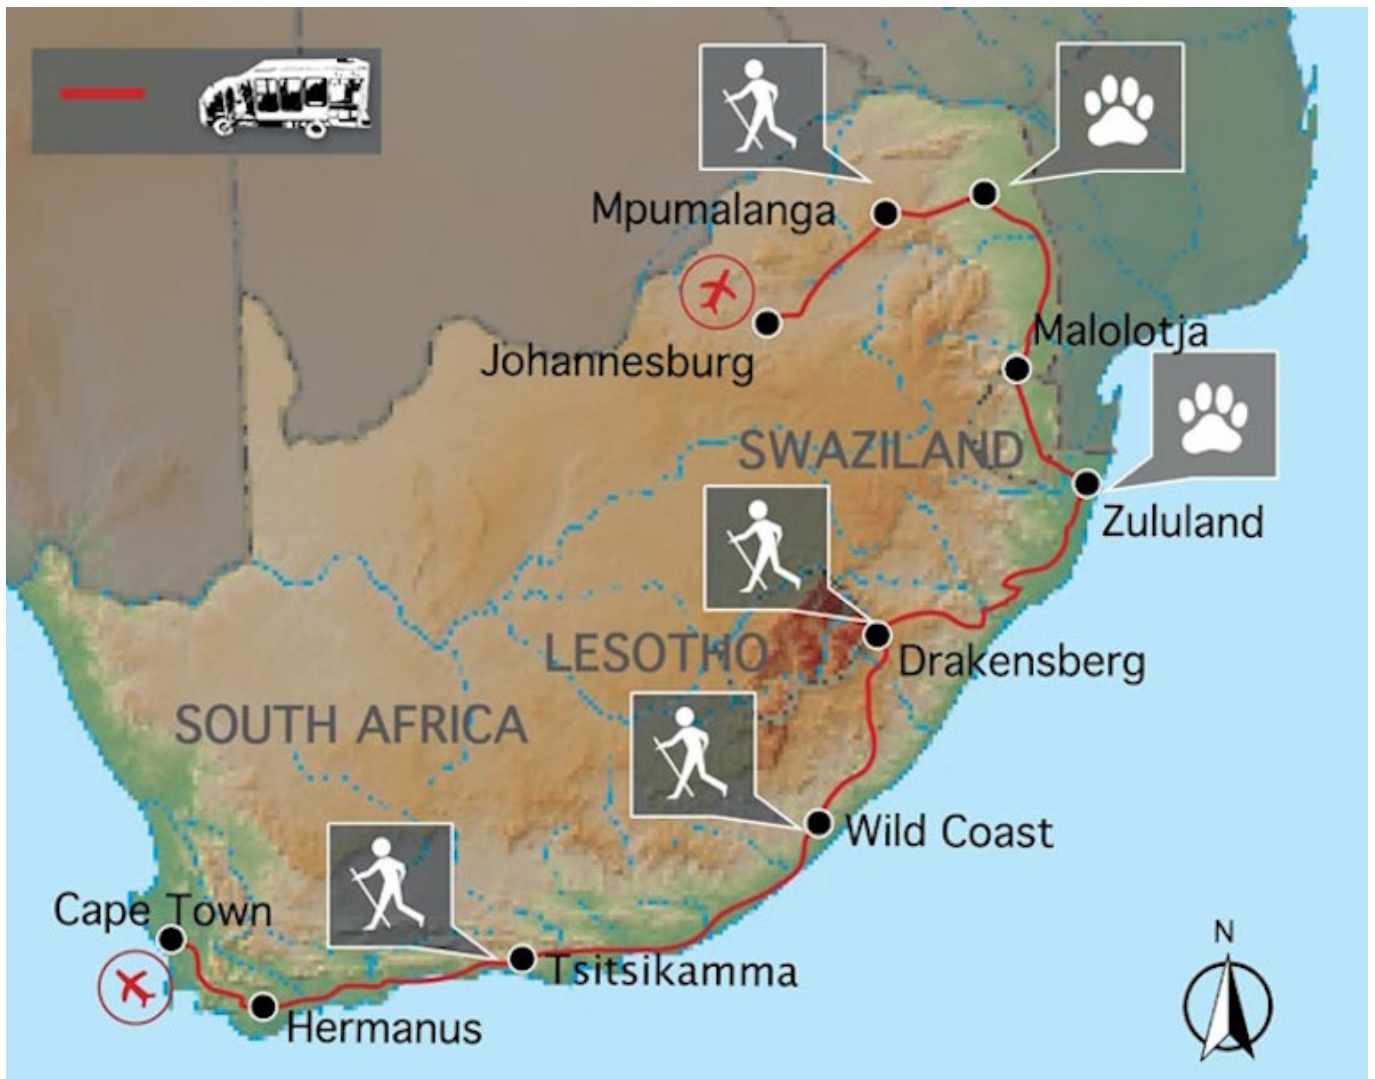 Mpumalanga
Malolotja
Johannesburg
SWAZILAND
Zululand
LESOTHO
Drakensberg
SOUTH AFRICA
Wild Coast
Cape Town
N
Tsitsikamma
Hermanus